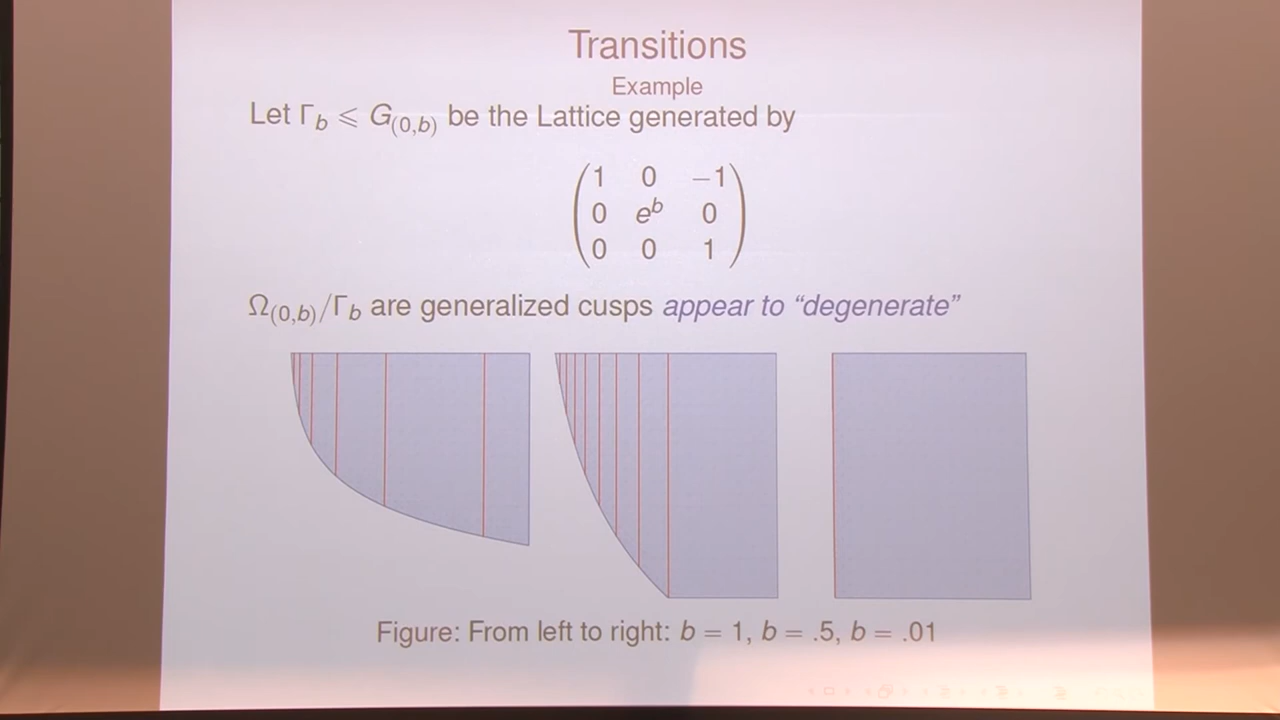 Transitions
Example
Let Γ_b ⩽ G_(0,b) be the Lattice generated by
1 0 −1
0 e^b 0
0 0 1
Ω_(0,b)/Γ_b are generalized cusps appear to “degenerate”
Figure: From left to right: b = 1, b = .5, b = .01